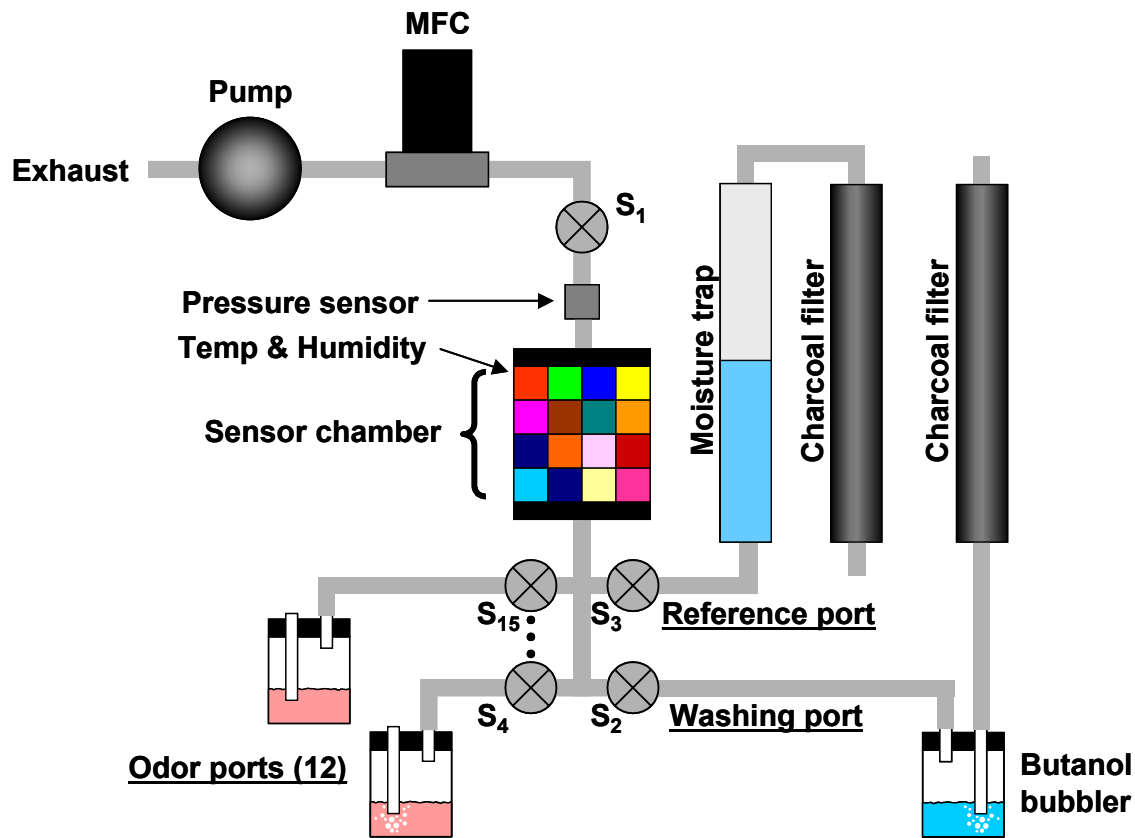 MFC
Pump
Exhaust
S1
Pressure sensor
Temp & Humidity
Sensor chamber
Moisture trap
Charcoal filter
Charcoal filter
S15
S3
Reference port
S4
S2
Washing port
Odor ports (12)
Butanol
bubbler